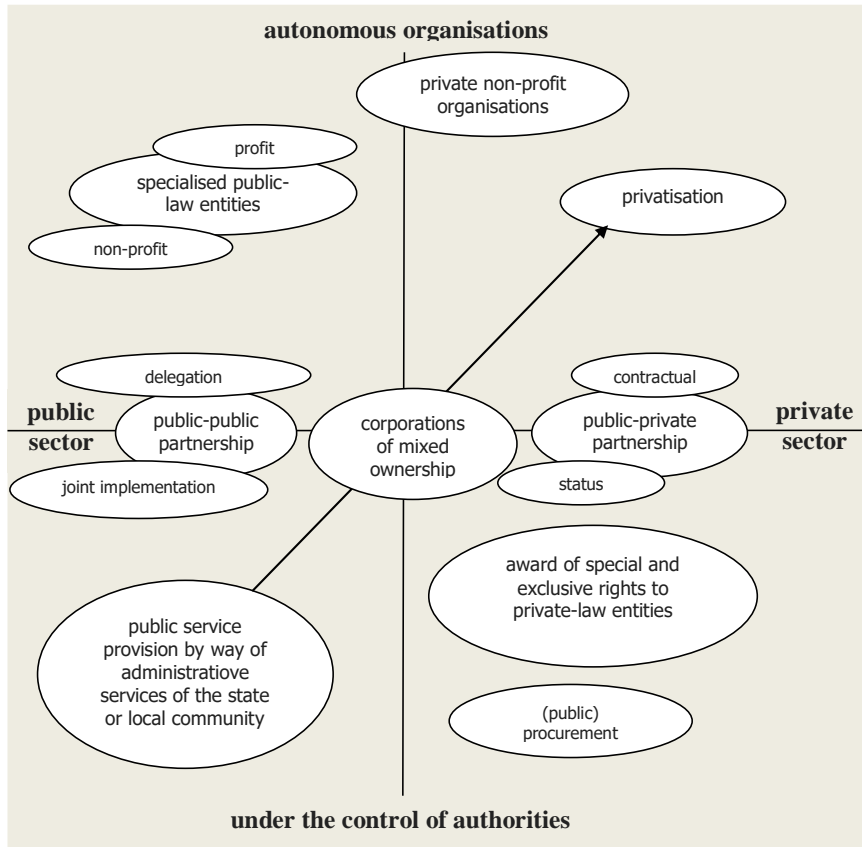 autonomous organisations
private non-profit
organisations
profit
specialised public-
law entities
non-profit
privatisation
delegation
contractual
public
sector
public-public
partnership
corporations
of mixed
ownership
public-private
partnership
private
sector
joint implementation
status
award of special and
exclusive rights to
private-law entities
public service
provision by way of
administratiove
services of the state
or local community
(public)
procurement
under the control of authorities